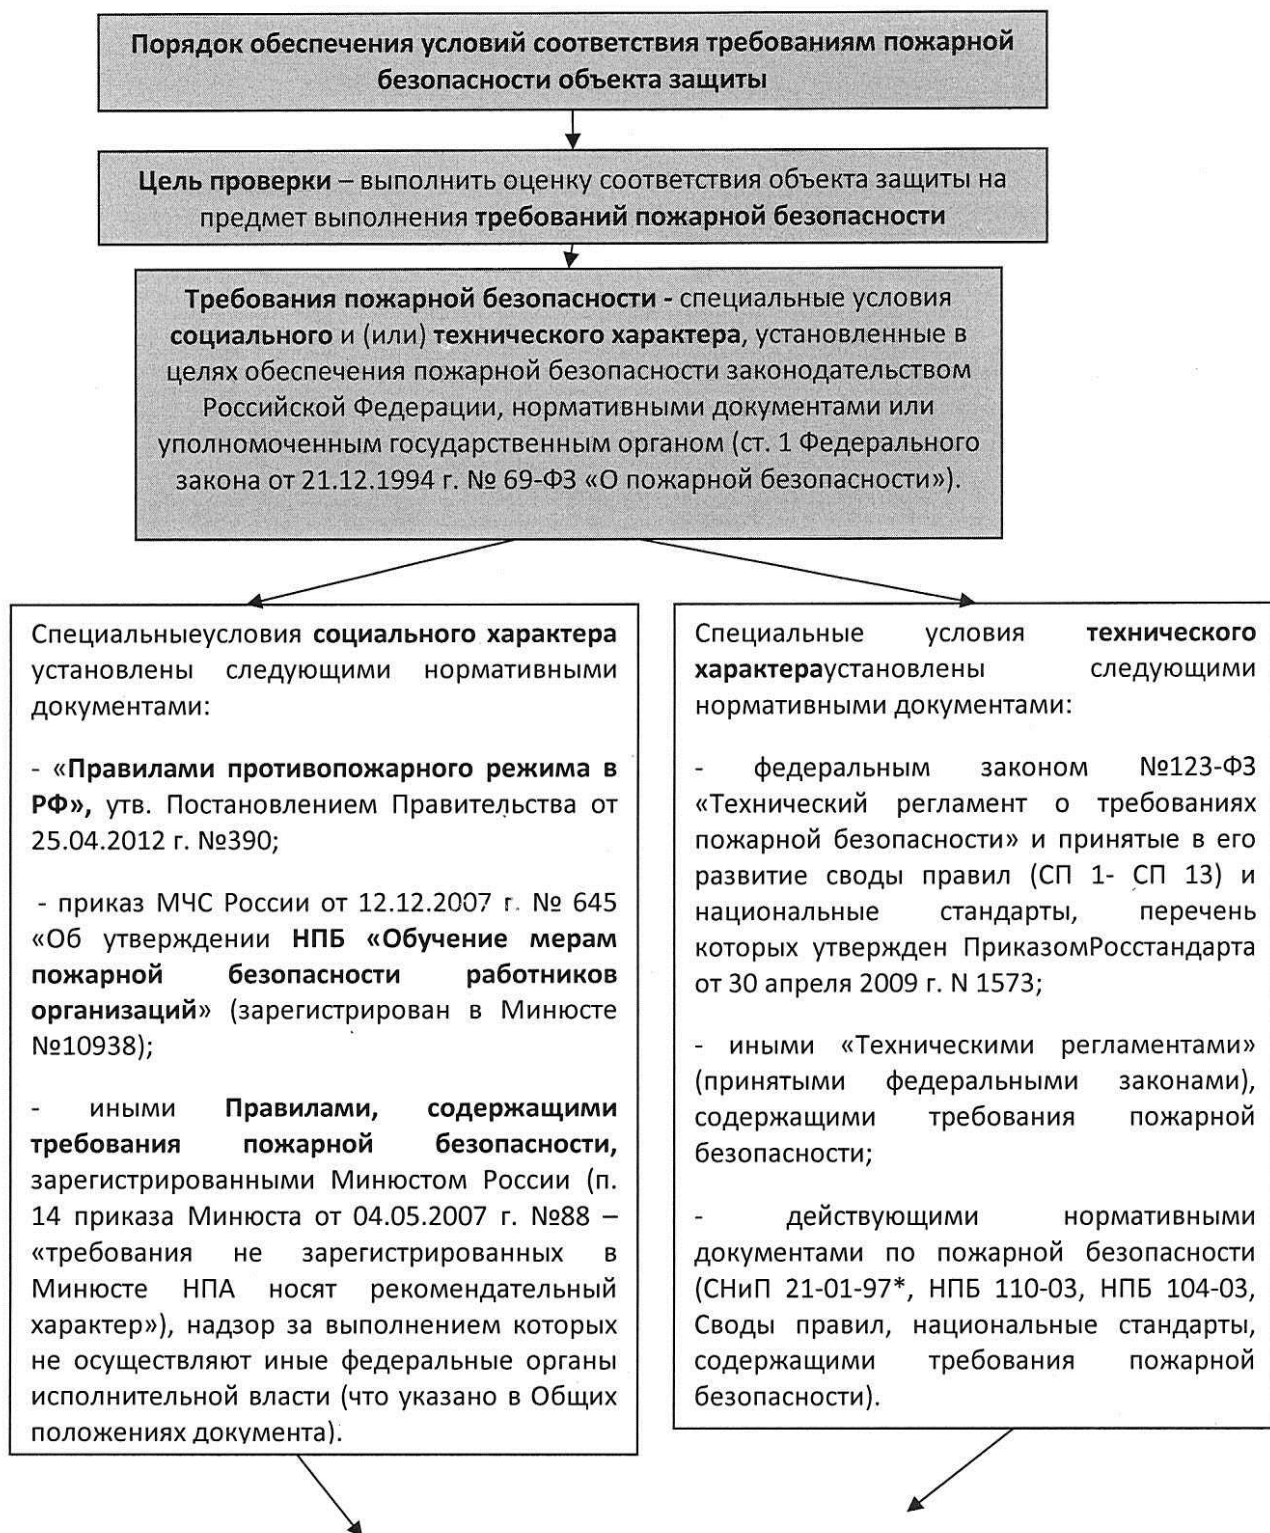 Порядок обеспечения условий соответствия требованиям пожарной
безопасности объекта защиты
Цель проверки – выполнить оценку соответствия объекта защиты на
предмет выполнения требований пожарной безопасности
Требования пожарной безопасности - специальные условия
социального и (или) технического характера, установленные в
целях обеспечения пожарной безопасности законодательством
Российской Федерации, нормативными документами или
уполномоченным государственным органом (ст. 1 Федерального
закона от 21.12.1994 г. № 69-ФЗ «О пожарной безопасности»).
Специальныеусловия социального характера
установлены следующими нормативными
документами:
- «Правилами противопожарного режима в
РФ», утв. Постановлением Правительства от
25.04.2012 г. №390;
- приказ МЧС России от 12.12.2007 г. № 645
«Об утверждении НПБ «Обучение мерам
пожарной безопасности работников
организаций» (зарегистрирован в Минюсте
№10938);
- иными Правилами, содержащими
требования пожарной безопасности,
зарегистрированными Минюстом России (п.
14 приказа Минюста от 04.05.2007 г. №88 –
«требования не зарегистрированных в
Минюсте НПА носят рекомендательный
характер»), надзор за выполнением которых
не осуществляют иные федеральные органы
исполнительной власти (что указано в Общих
положениях документа).
Специальные условия технического
характераустановлены следующими
нормативными документами:
- федеральным законом №123-ФЗ
«Технический регламент о требованиях
пожарной безопасности» и принятые в его
развитие своды правил (СП 1- СП 13) и
национальные стандарты, перечень
которых утвержден ПриказомРосстандарта
от 30 апреля 2009 г. N 1573;
- иными «Техническими регламентами»
(принятыми федеральными законами),
содержащими требования пожарной
безопасности;
- действующими нормативными
документами по пожарной безопасности
(СНиП 21-01-97*, НПБ 110-03, НПБ 104-03,
Своды правил, национальные стандарты,
содержащими требования пожарной
безопасности).